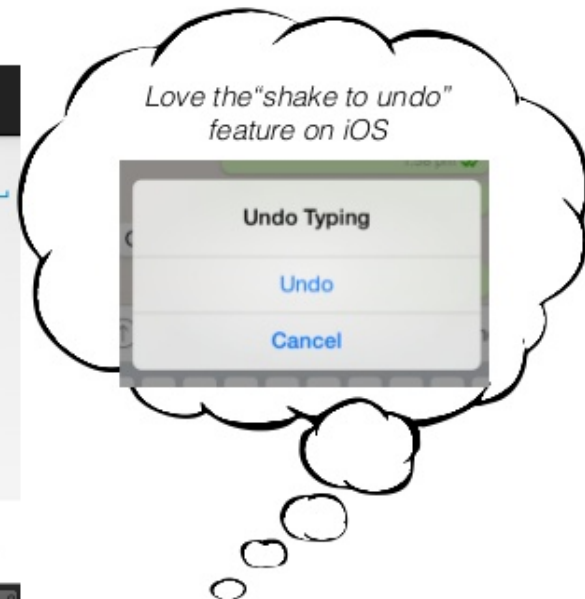 Love the“shake to undo”
feature on iOS
Undo Typing
Undo
Cancel